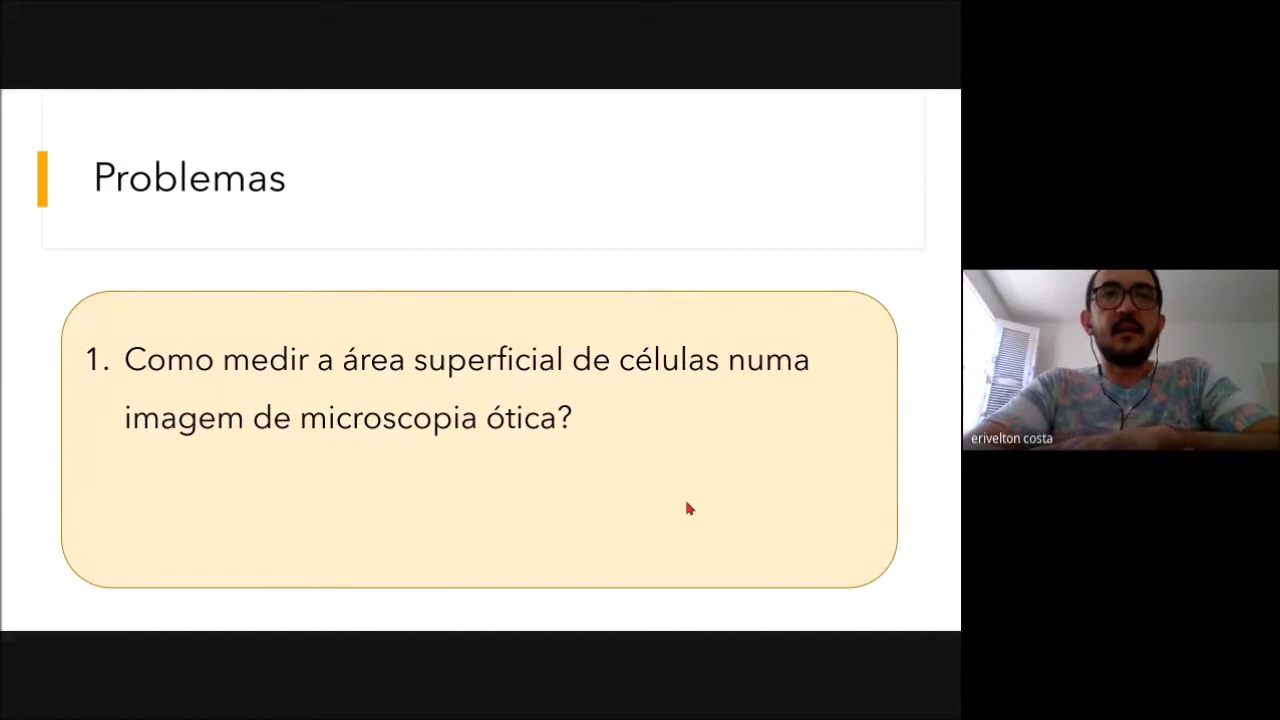 Problemas
1. Como medir a área superficial de células numa
imagem de microscopia ótica?
erivelton costa